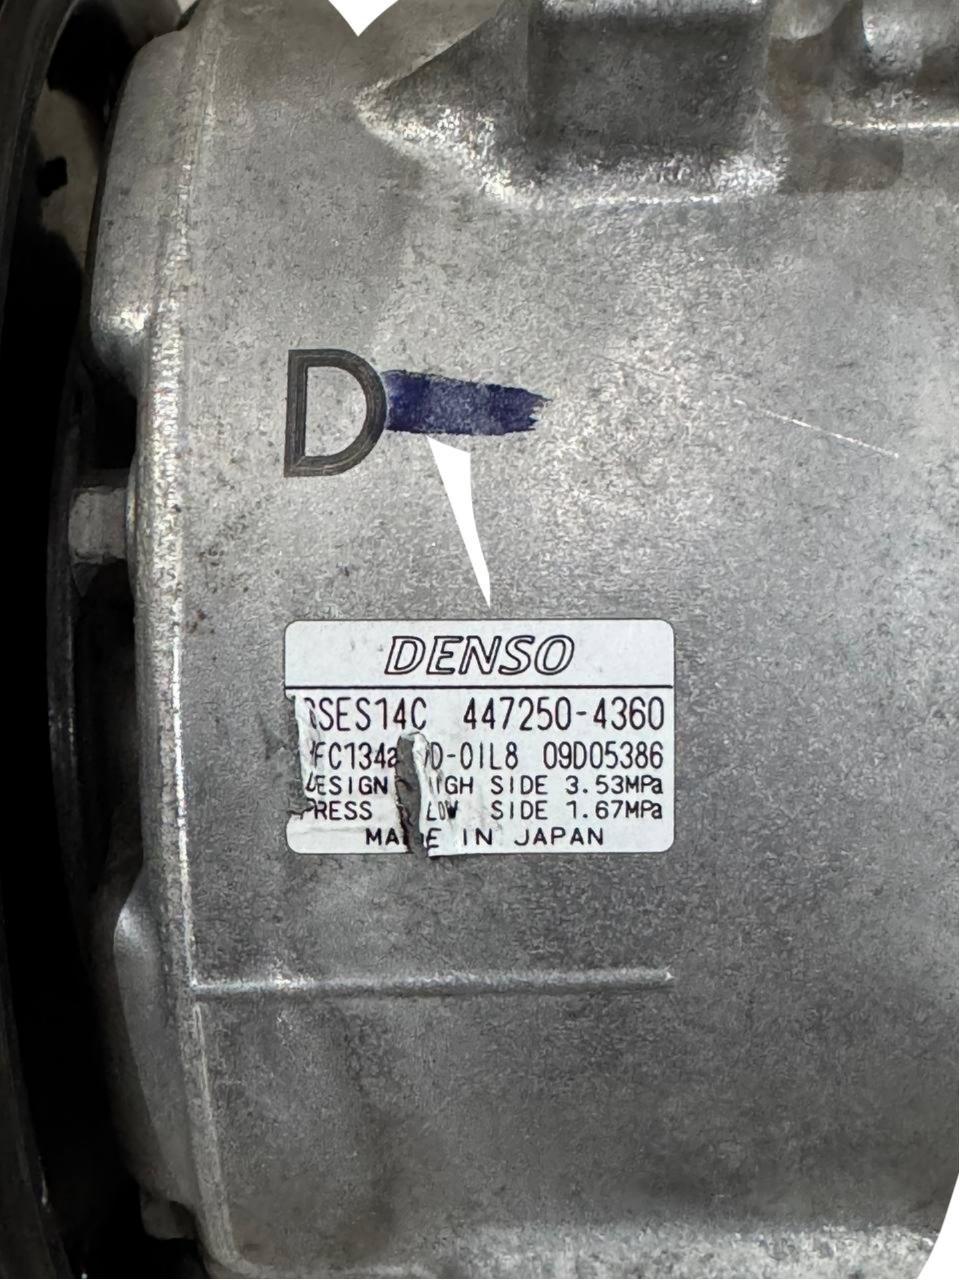 D
DENSO
SES14C 447250-4360
FC134a D-OIL8 09D05386
DESIGN HIGH SIDE 3.53MPa
PRESS LOW SIDE 1.67MPa
MADE IN JAPAN